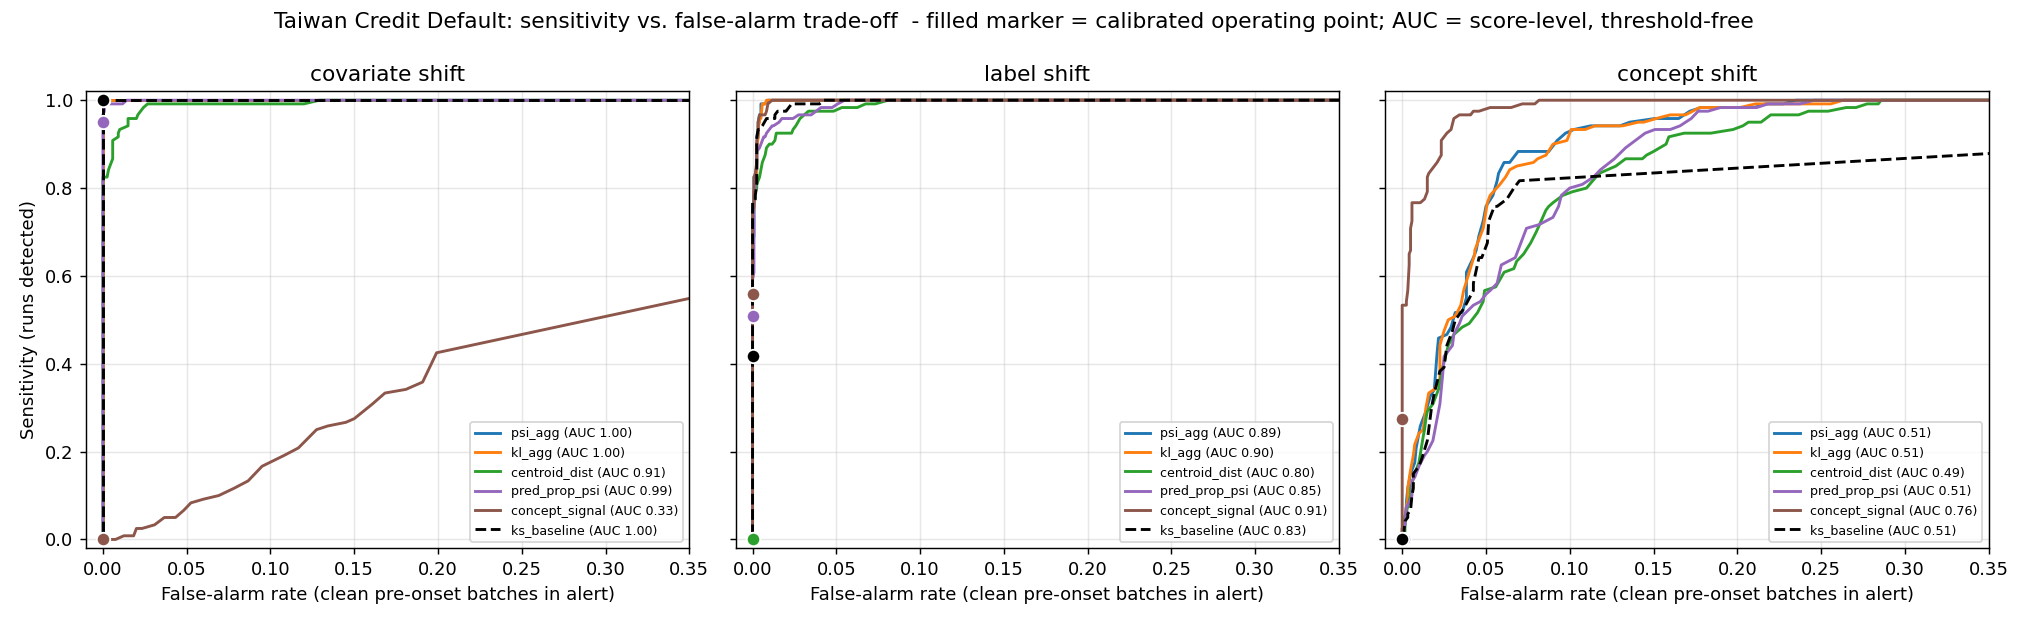 Taiwan Credit Default: sensitivity vs. false-alarm trade-off  - filled marker = calibrated operating point; AUC = score-level, threshold-free
covariate shift
Sensitivity (runs detected)
1.0
0.8
0.6
0.4
0.2
0.0
psi_agg (AUC 1.00)
kl_agg (AUC 1.00)
centroid_dist (AUC 0.91)
pred_prop_psi (AUC 0.99)
concept_signal (AUC 0.33)
ks_baseline (AUC 1.00)
0.00 0.05 0.10 0.15 0.20 0.25 0.30 0.35
False-alarm rate (clean pre-onset batches in alert)
label shift
psi_agg (AUC 0.89)
kl_agg (AUC 0.90)
centroid_dist (AUC 0.80)
pred_prop_psi (AUC 0.85)
concept_signal (AUC 0.91)
ks_baseline (AUC 0.83)
0.00 0.05 0.10 0.15 0.20 0.25 0.30 0.35
False-alarm rate (clean pre-onset batches in alert)
concept shift
psi_agg (AUC 0.51)
kl_agg (AUC 0.51)
centroid_dist (AUC 0.49)
pred_prop_psi (AUC 0.51)
concept_signal (AUC 0.76)
ks_baseline (AUC 0.51)
0.00 0.05 0.10 0.15 0.20 0.25 0.30 0.35
False-alarm rate (clean pre-onset batches in alert)